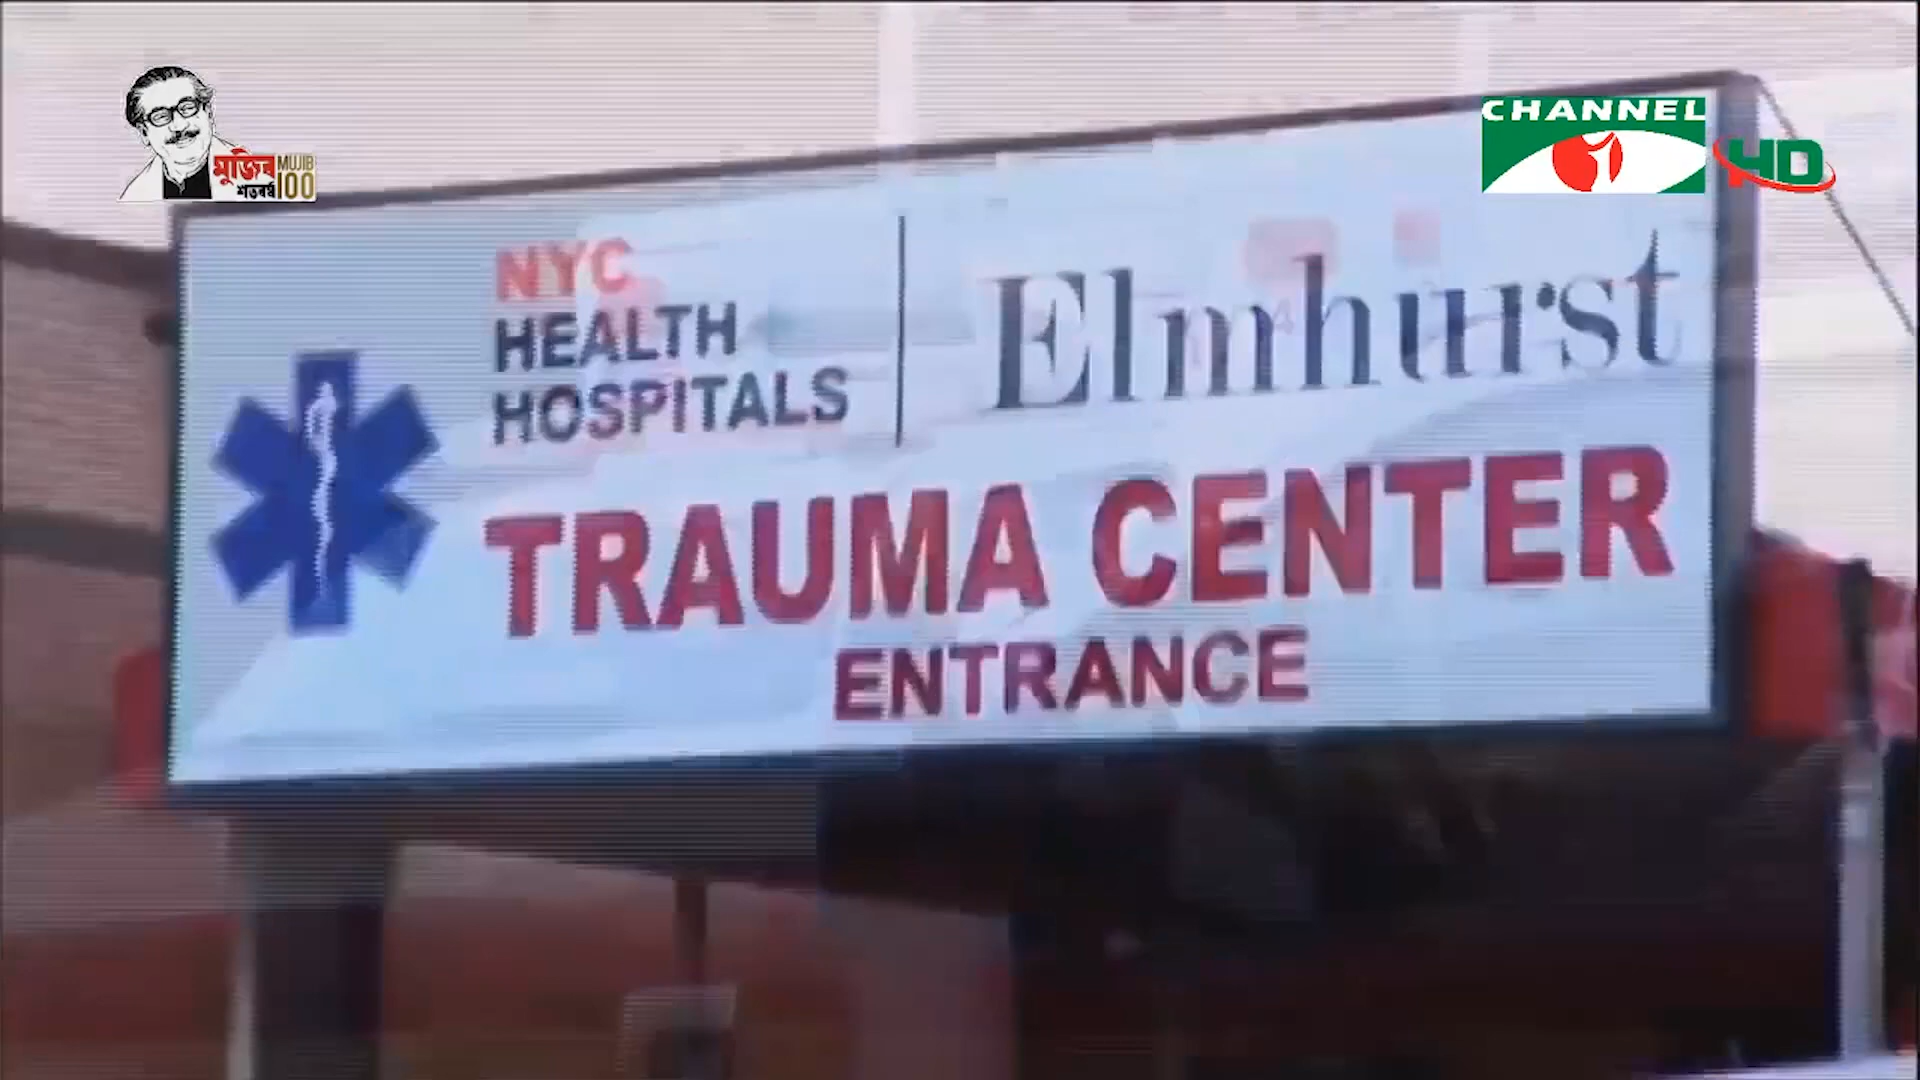 মুজিব
শতবর্ষ
MUJIB
100
CHANNEL
i
HD
NYC
HEALTH
HOSPITALS
Elmhurst
TRAUMA CENTER
ENTRANCE